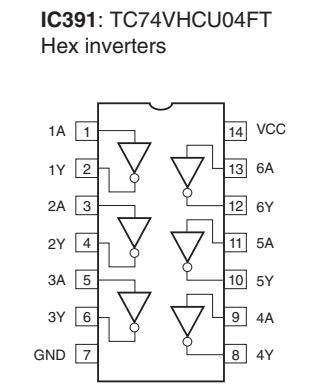 IC391: TC74VHCU04FT
Hex inverters
1A 1 14 VCC
1Y 2 13 6A
2A 3 12 6Y
2Y 4 11 5A
3A 5 10 5Y
3Y 6 9 4A
GND 7 8 4Y